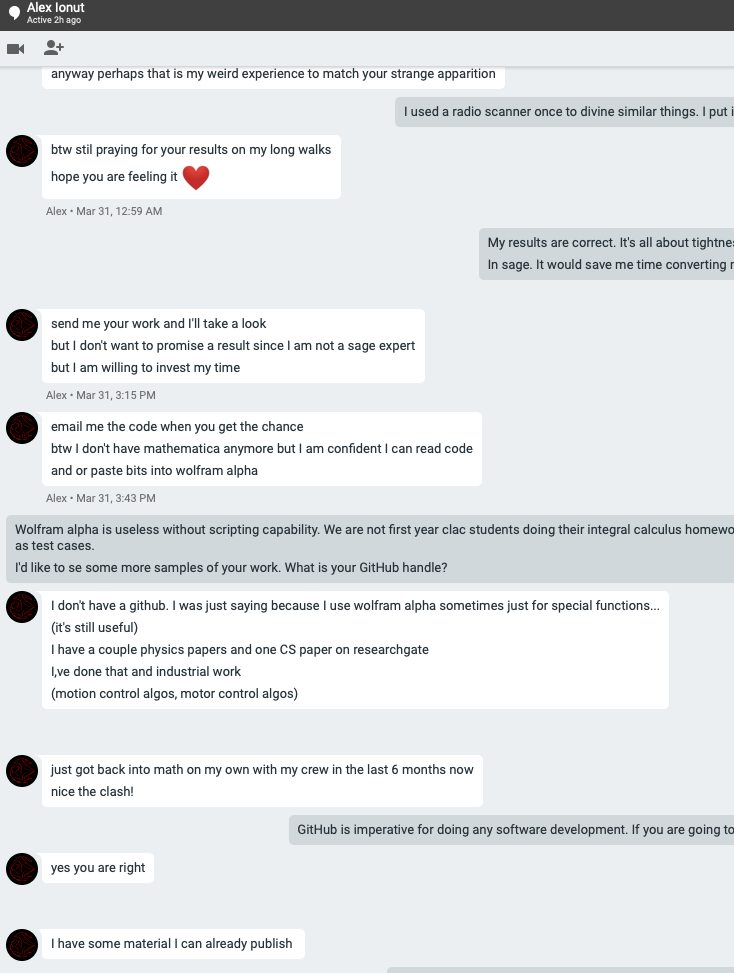 Alex Ionut
Active 2h ago
anyway perhaps that is my weird experience to match your strange apparition
I used a radio scanner once to divine similar things. I put
btw stil praying for your results on my long walks
hope you are feeling it
Alex • Mar 31, 12:59 AM
My results are correct. It's all about
In sage. It would save me time converting
send me your work and I'll take a look
but I don't want to promise a result since I am not a sage expert
but I am willing to invest my time
Alex • Mar 31, 3:15 PM
email me the code when you get the chance
btw I don't have mathematica anymore but I am confident I can read code
and or paste bits into wolfram alpha
Alex • Mar 31, 3:43 PM
Wolfram alpha is useless without scripting capability. We are not first year clac students doing their integral calculus
as test cases.
I'd like to se some more samples of your work. What is your GitHub handle?
I don't have a github. I was just saying because I use wolfram alpha sometimes just for special functions...
(it's still useful)
I have a couple physics papers and one CS paper on researchgate
I,ve done that and industrial work
(motion control algos, motor control algos)
just got back into math on my own with my crew in the last 6 months now
nice the clash!
GitHub is imperative for doing any software development. If you are going to
yes you are right
I have some material I can already publish